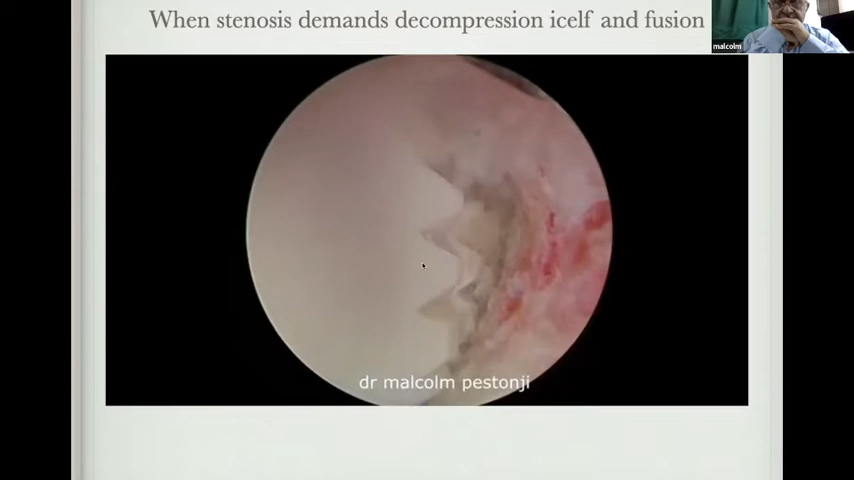 When stenosis demands decompression icelf and fusion
malcolm
dr malcolm pestonji